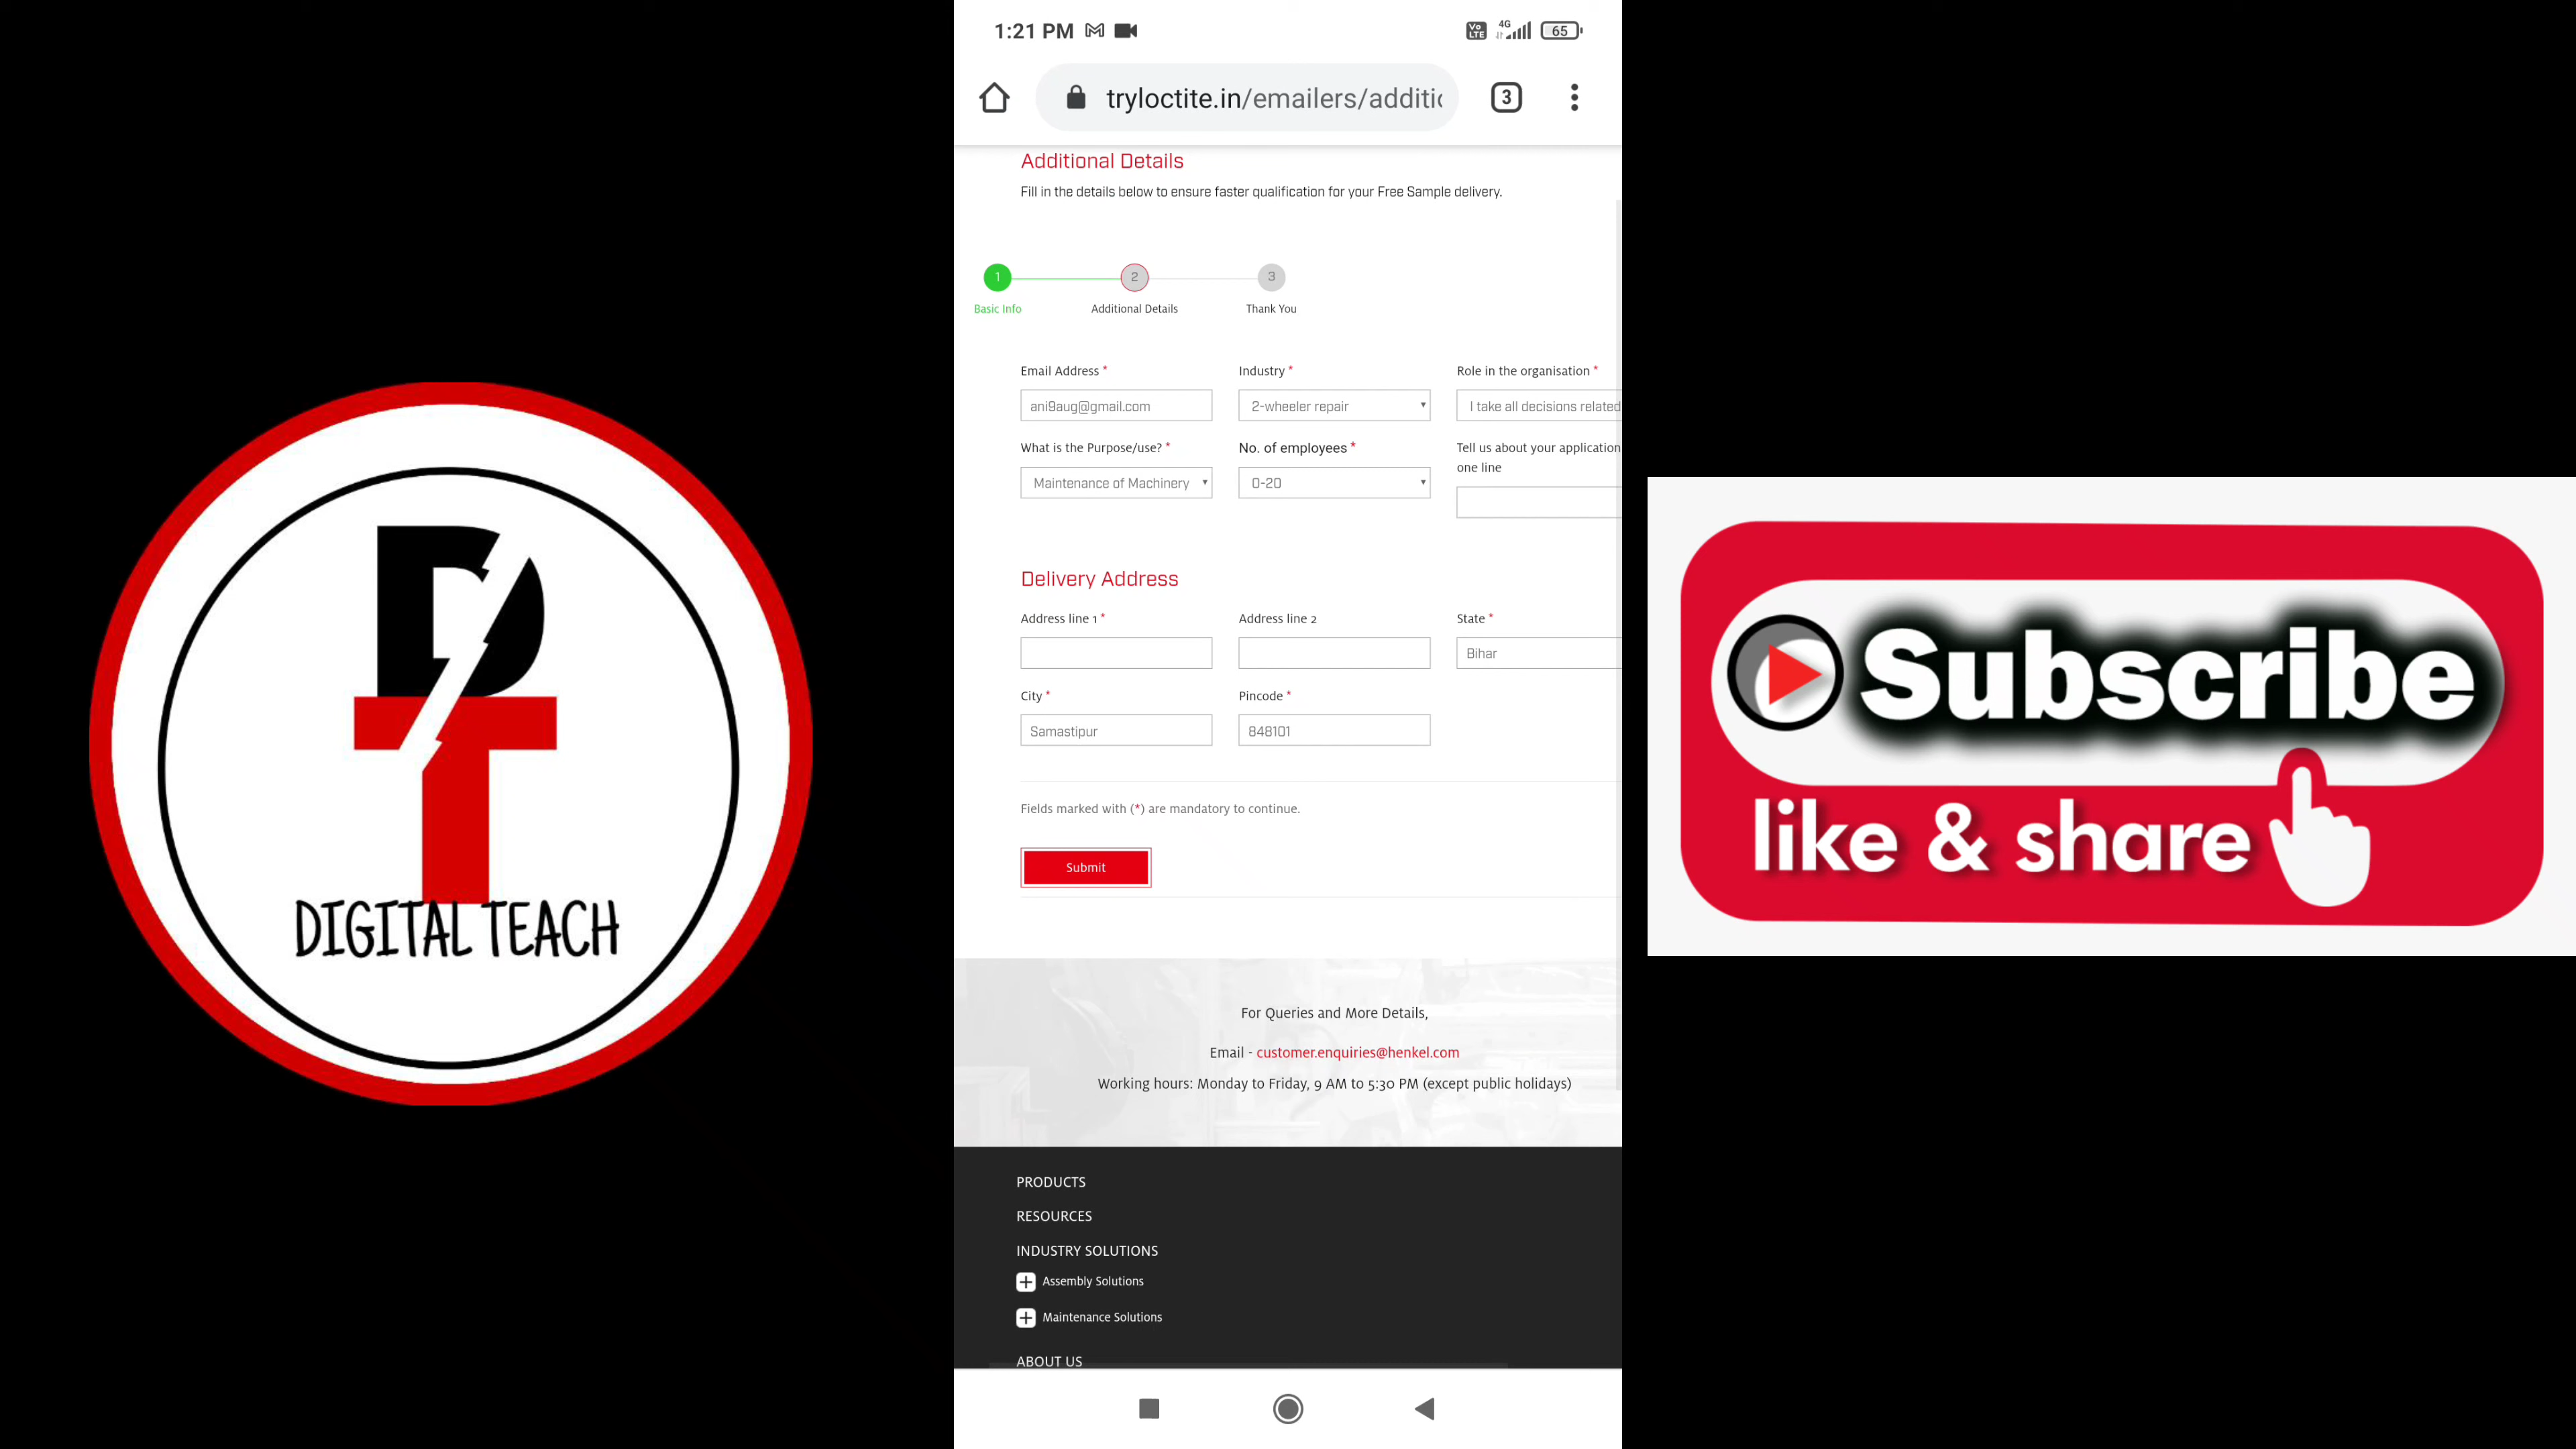 1:21 PM
Vo LTE 4G 65
tryloctite.in/emailers/additic
3
Additional Details
Fill in the details below to ensure faster qualification for your Free Sample delivery.
1 2 3
Basic Info Additional Details Thank You
Email Address * Industry * Role in the organisation *
ani9aug@gmail.com 2-wheeler repair I take all decisions related
What is the Purpose/use? * No. of employees * Tell us about your application
one line
Maintenance of Machinery 0-20
Delivery Address
Address line 1 * Address line 2 State *
Bihar
City * Pincode *
Samastipur 848101
Fields marked with (*) are mandatory to continue.
Submit
For Queries and More Details,
Email - customer.enquiries@henkel.com
Working hours: Monday to Friday, 9 AM to 5:30 PM (except public holidays)
PRODUCTS
RESOURCES
INDUSTRY SOLUTIONS
Assembly Solutions
Maintenance Solutions
ABOUT US
DT
DIGITAL TEACH
Subscribe
like & share